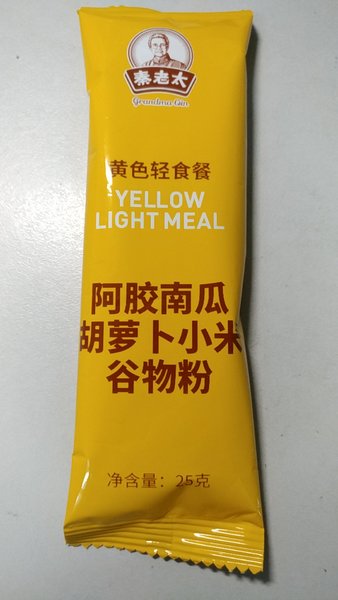 秦老太
Grandma Qin
黄色轻食餐
YELLOW
LIGHT MEAL
阿胶南瓜
胡萝卜小米
谷物粉
净含量：25克